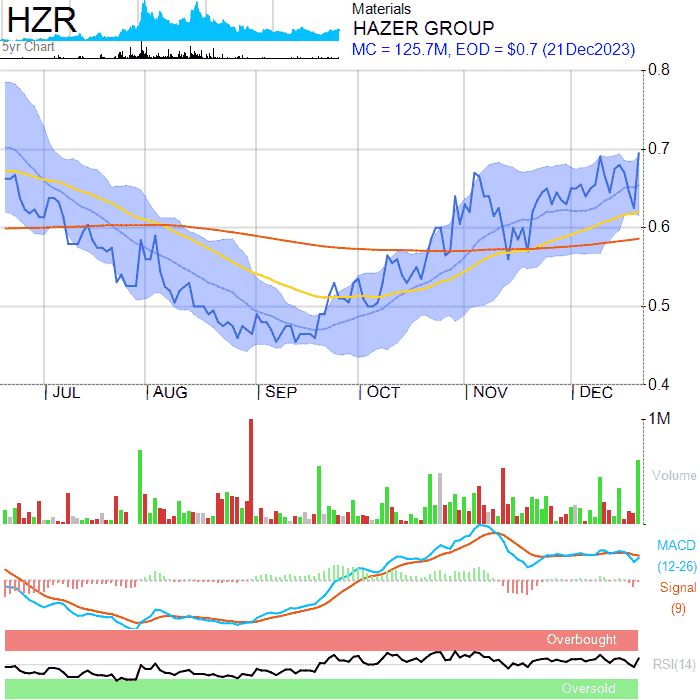 HZR
5yr Chart
Materials
HAZER GROUP
MC = 125.7M, EOD = $0.7 (21Dec2023)
0.8
0.7
0.6
0.5
0.4
JUL AUG SEP OCT NOV DEC
1M
Volume
MACD
(12-26)
Signal
(9)
Overbought
RSI(14)
Oversold